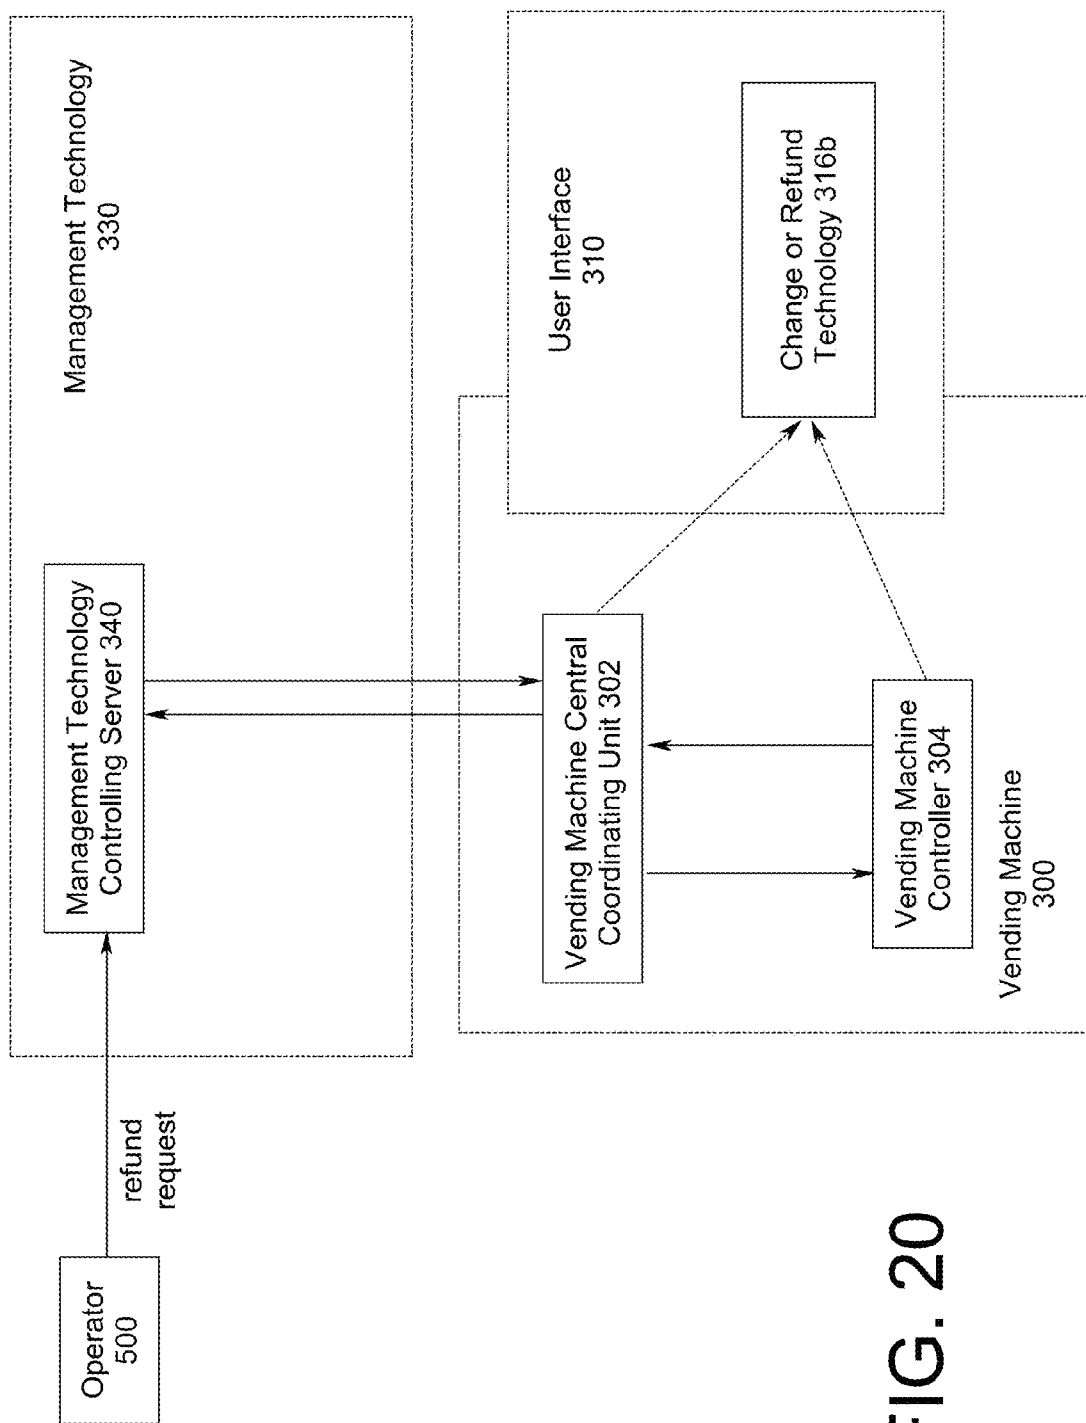 Operator
500
refund
request
Management Technology
Controlling Server 340
Management Technology
330
Vending Machine Central
Coordinating Unit 302
User Interface
310
Change or Refund
Technology 316b
Vending Machine
Controller 304
Vending Machine
300
FIG. 20